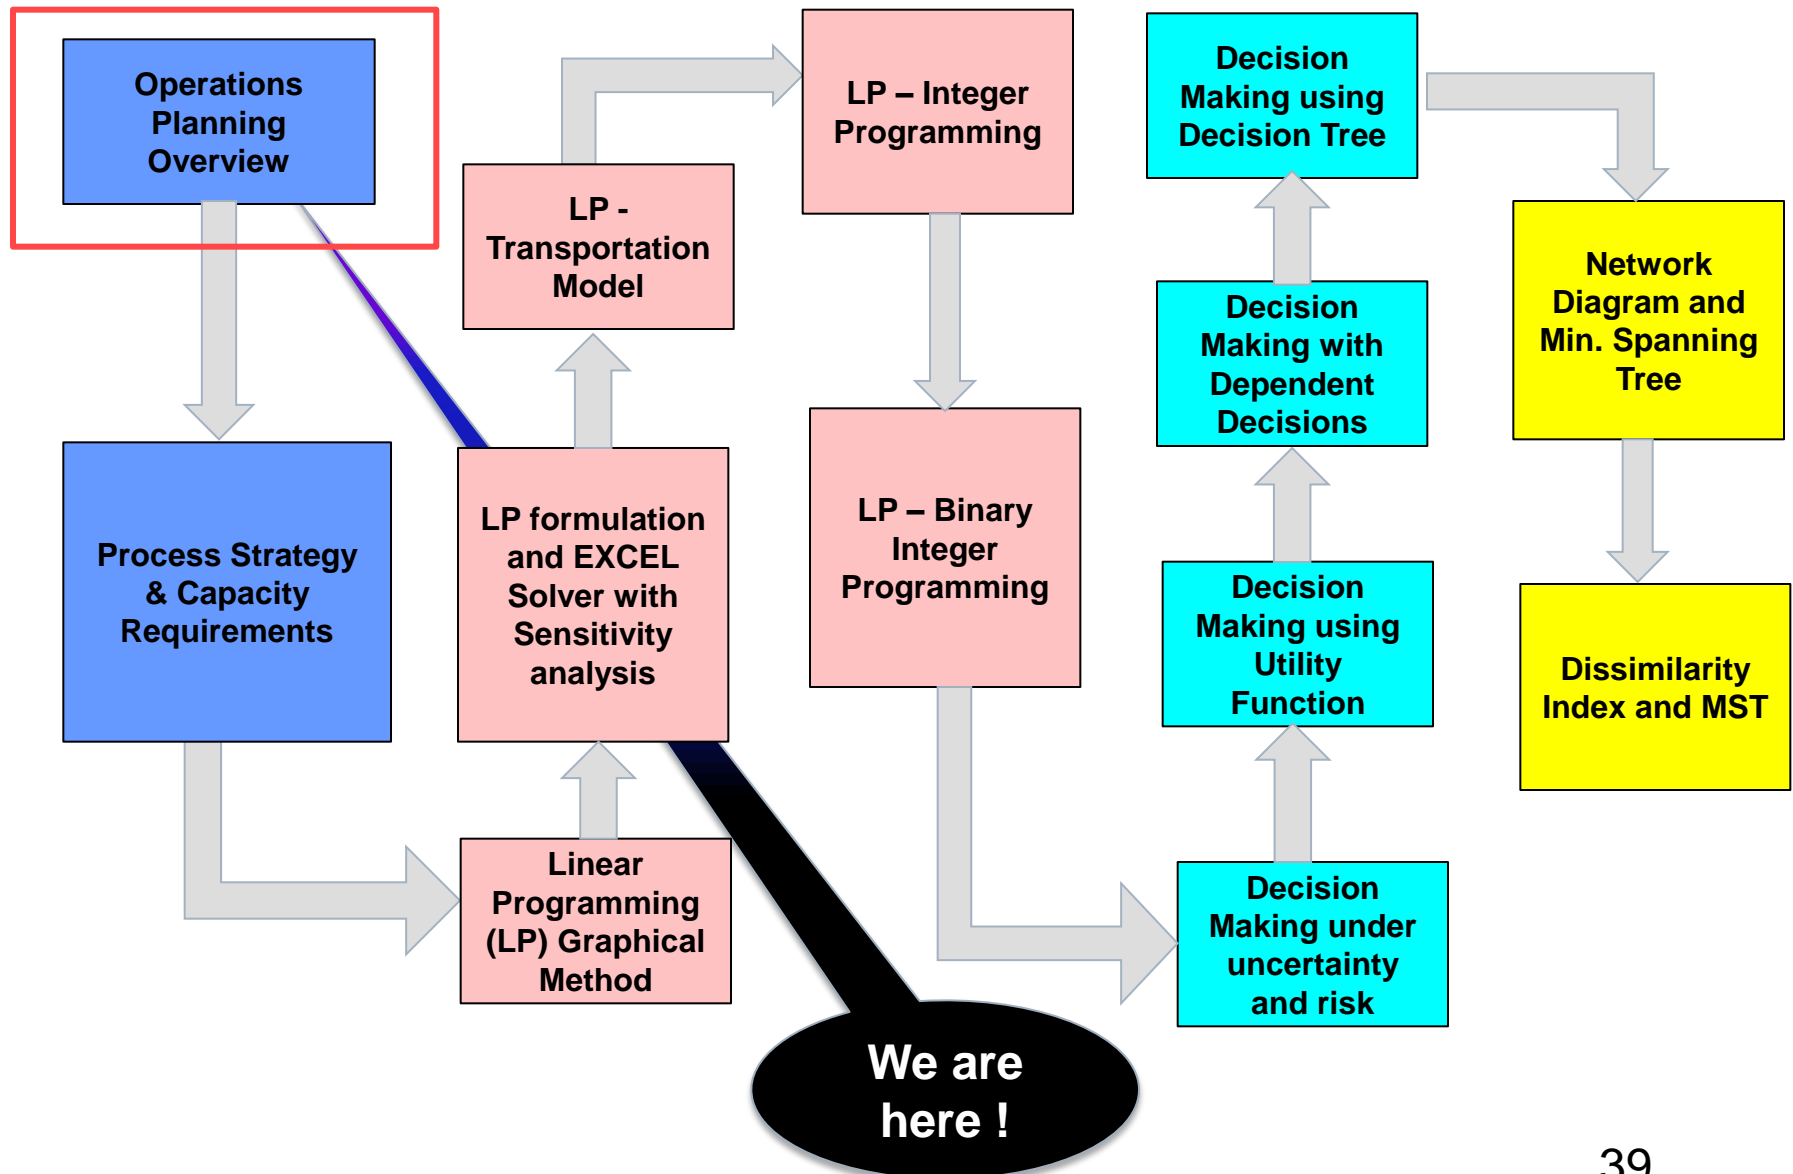 Operations
Planning
Overview
Process Strategy
& Capacity
Requirements
Linear
Programming
(LP) Graphical
Method
LP formulation
and EXCEL
Solver with
Sensitivity
analysis
LP -
Transportation
Model
LP – Integer
Programming
LP – Binary
Integer
Programming
Decision
Making under
uncertainty
and risk
Decision
Making using
Utility
Function
Decision
Making with
Dependent
Decisions
Decision
Making using
Decision Tree
Network
Diagram and
Min. Spanning
Tree
Dissimilarity
Index and MST
We are
here !
39